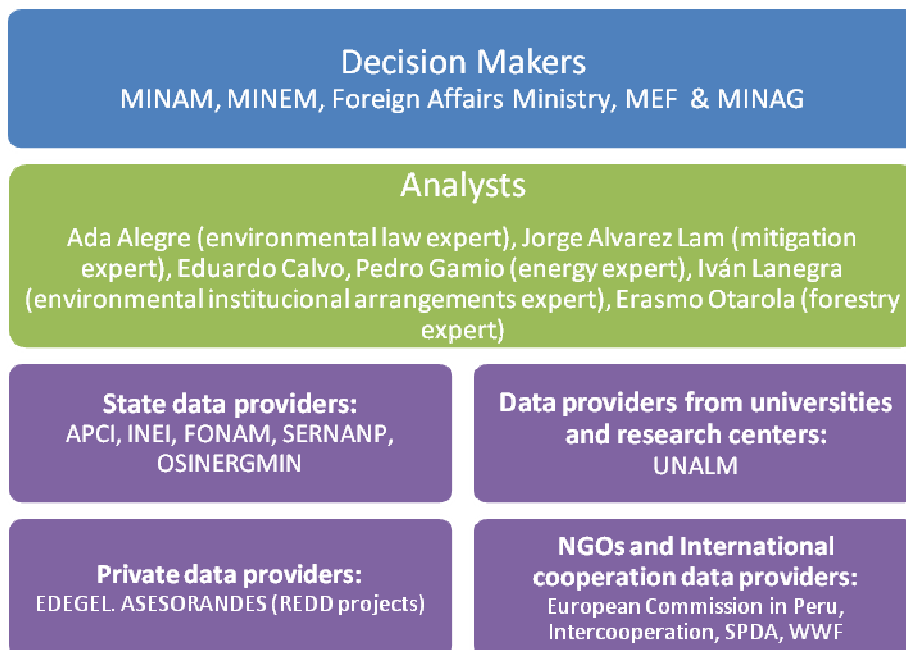 Decision Makers
MINAM, MINEM, Foreign Affairs Ministry, MEF & MINAG
Analysts
Ada Alegre (environmental law expert), Jorge Alvarez Lam (mitigation
expert), Eduardo Calvo, Pedro Gamio (energy expert), Iván Lanegra
(environmental institutional arrangements expert), Erasmo Otarola (forestry
expert)
State data providers:
APCI, INEI, FONAM, SERNANP,
OSINERGMIN
Data providers from universities
and research centers:
UNALM
Private data providers:
EDEGEL. ASESORANDES (REDD projects)
NGOs and International
cooperation data providers:
European Commission in Peru,
Intercooperation, SPDA, WWF